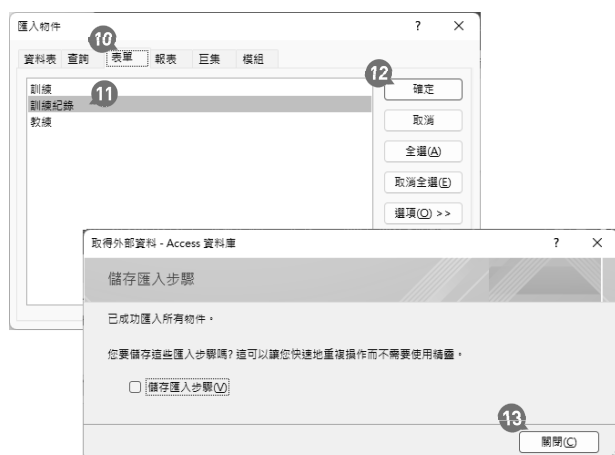 匯入物件 ? ×
10
資料表 查詢 表單 報表 巨集 模組
訓練
訓練紀錄
教練
11
12
確定
取消
全選(A)
取消全選(E)
選項(O) >>
取得外部資料 - Access 資料庫 ? ×
儲存匯入步驟
已成功匯入所有物件。
您要儲存這些匯入步驟嗎? 這可以讓您快速地重複操作而不需要使用精靈。
儲存匯入步驟(V)
13
關閉(C)